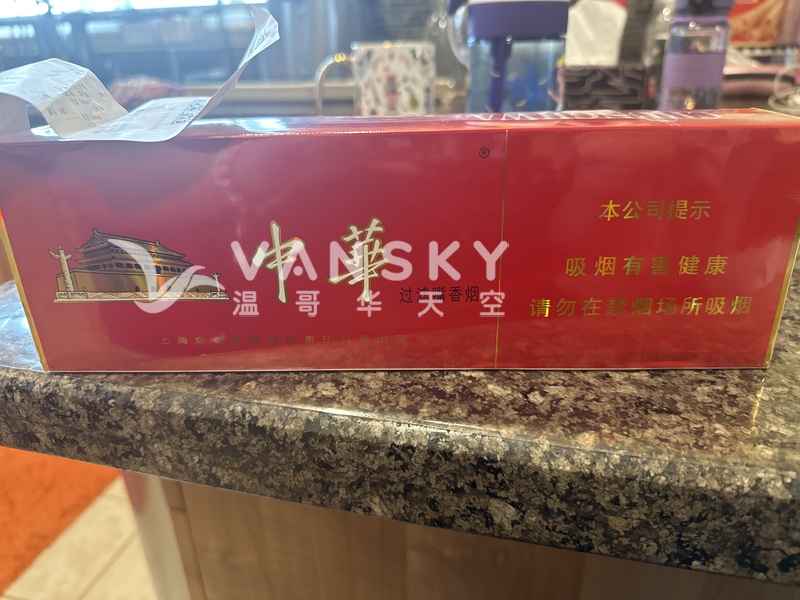 ®
中華
VANSKY
过滤嘴香烟
温哥华天空
本公司提示
吸烟有害健康
请勿在禁烟场所吸烟